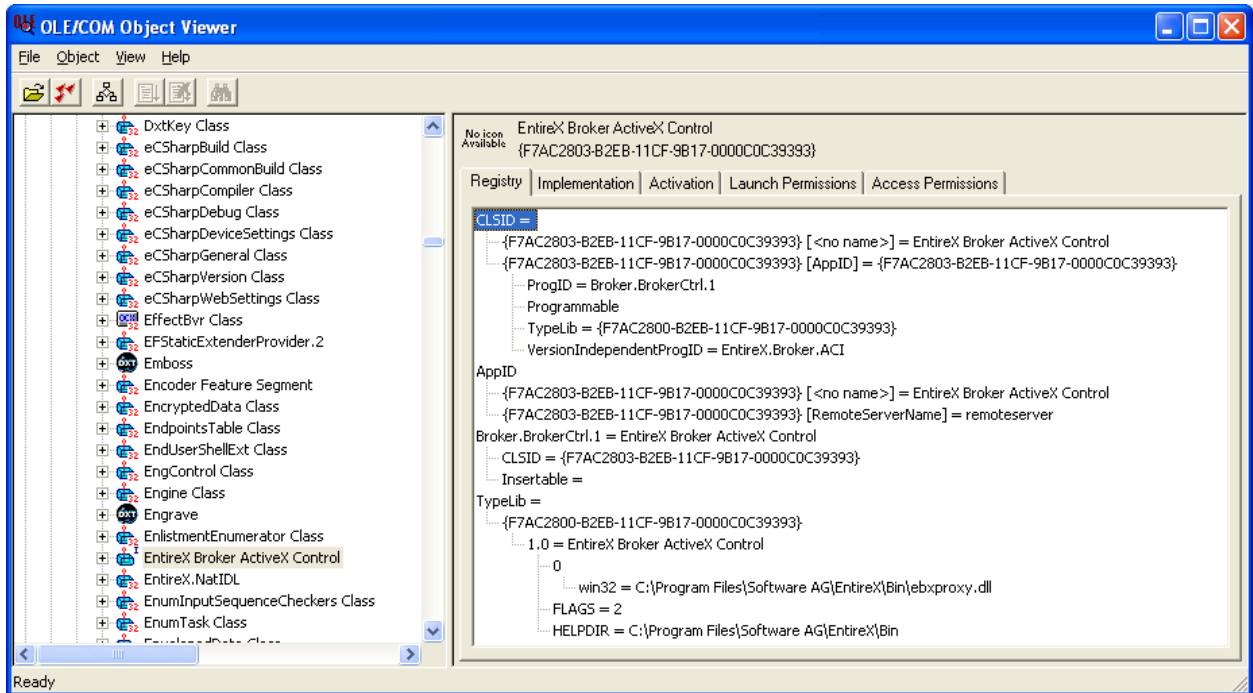 OLE/COM Object Viewer
File Object View Help
DxtKey Class
eCSharpBuild Class
eCSharpCommonBuild Class
eCSharpCompiler Class
eCSharpDebug Class
eCSharpDeviceSettings Class
eCSharpGeneral Class
eCSharpVersion Class
eCSharpWebSettings Class
EffectBvr Class
EFStaticExtenderProvider.2
Emboss
Encoder Feature Segment
EncryptedData Class
EndpointsTable Class
EndUserShellExt Class
EngControl Class
Engine Class
Engrave
EnlistmentEnumerator Class
EntireX Broker ActiveX Control
EntireX.NatIDL
EnumInputSequenceCheckers Class
EnumTask Class
No icon Available
EntireX Broker ActiveX Control
{F7AC2803-B2EB-11CF-9B17-0000C0C39393}
Registry Implementation Activation Launch Permissions Access Permissions
CLSID =
{F7AC2803-B2EB-11CF-9B17-0000C0C39393} [<no name>] = EntireX Broker ActiveX Control
{F7AC2803-B2EB-11CF-9B17-0000C0C39393} [AppID] = {F7AC2803-B2EB-11CF-9B17-0000C0C39393}
ProgID = Broker.BrokerCtrl.1
Programmable
TypeLib = {F7AC2800-B2EB-11CF-9B17-0000C0C39393}
VersionIndependentProgID = EntireX.Broker.ACI
AppID
{F7AC2803-B2EB-11CF-9B17-0000C0C39393} [<no name>] = EntireX Broker ActiveX Control
{F7AC2803-B2EB-11CF-9B17-0000C0C39393} [RemoteServerName] = remoteserver
Broker.BrokerCtrl.1 = EntireX Broker ActiveX Control
CLSID = {F7AC2803-B2EB-11CF-9B17-0000C0C39393}
Insertable =
TypeLib =
{F7AC2800-B2EB-11CF-9B17-0000C0C39393}
1.0 = EntireX Broker ActiveX Control
0
win32 = C:\Program Files\Software AG\EntireX\Bin\ebxproxy.dll
FLAGS = 2
HELPDIR = C:\Program Files\Software AG\EntireX\Bin
Ready